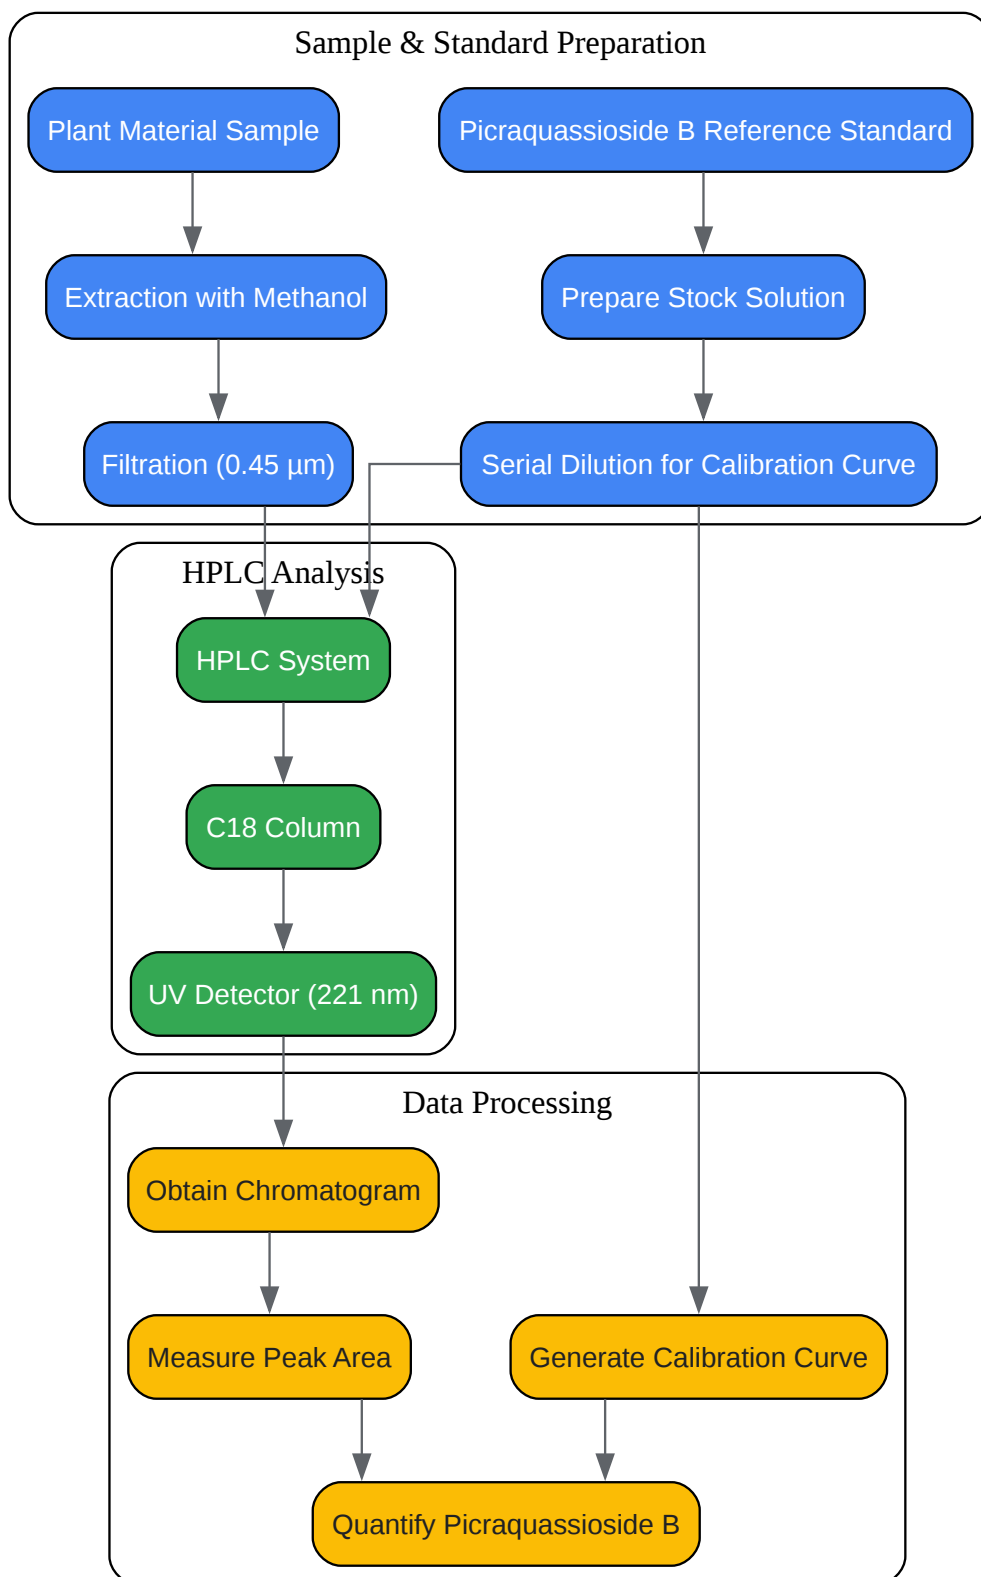 Sample & Standard Preparation
Plant Material Sample
Picraquassioside B Reference Standard
Extraction with Methanol
Prepare Stock Solution
Filtration (0.45 µm)
Serial Dilution for Calibration Curve
HPLC Analysis
HPLC System
C18 Column
UV Detector (221 nm)
Data Processing
Obtain Chromatogram
Measure Peak Area
Generate Calibration Curve
Quantify Picraquassioside B